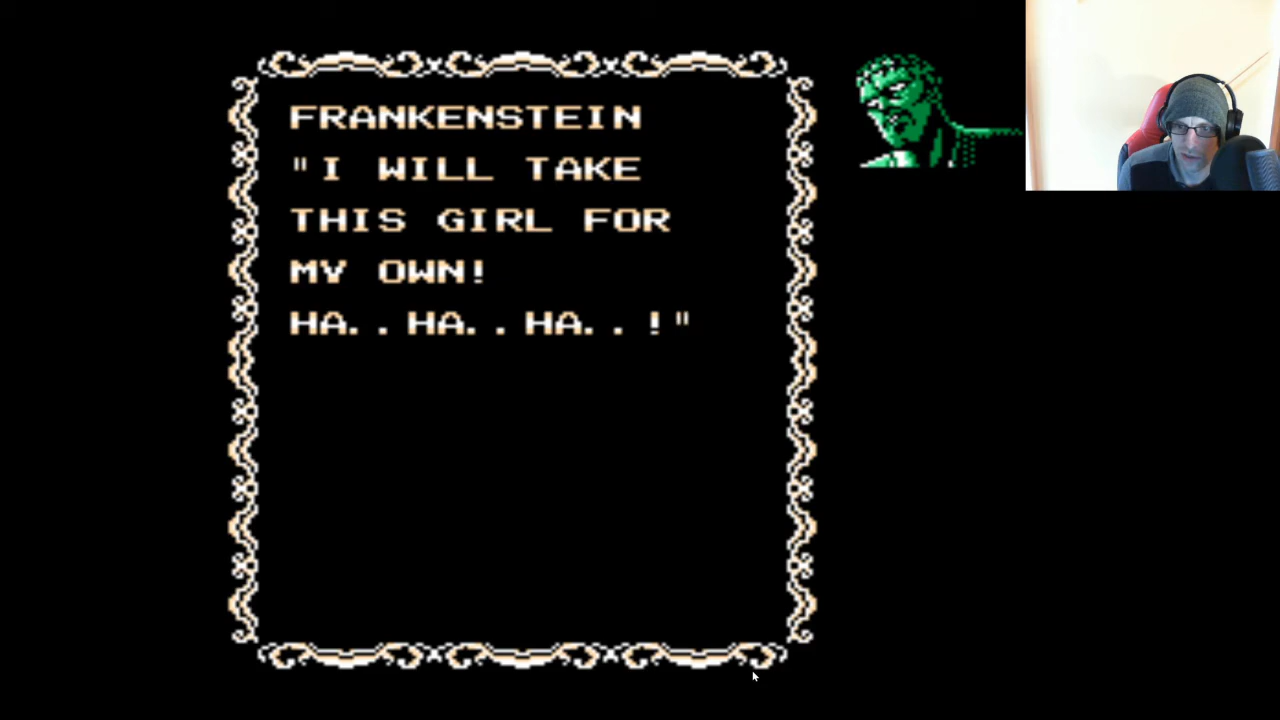 FRANKENSTEIN
"I WILL TAKE
THIS GIRL FOR
MY OWN!
HA..HA..HA..!"